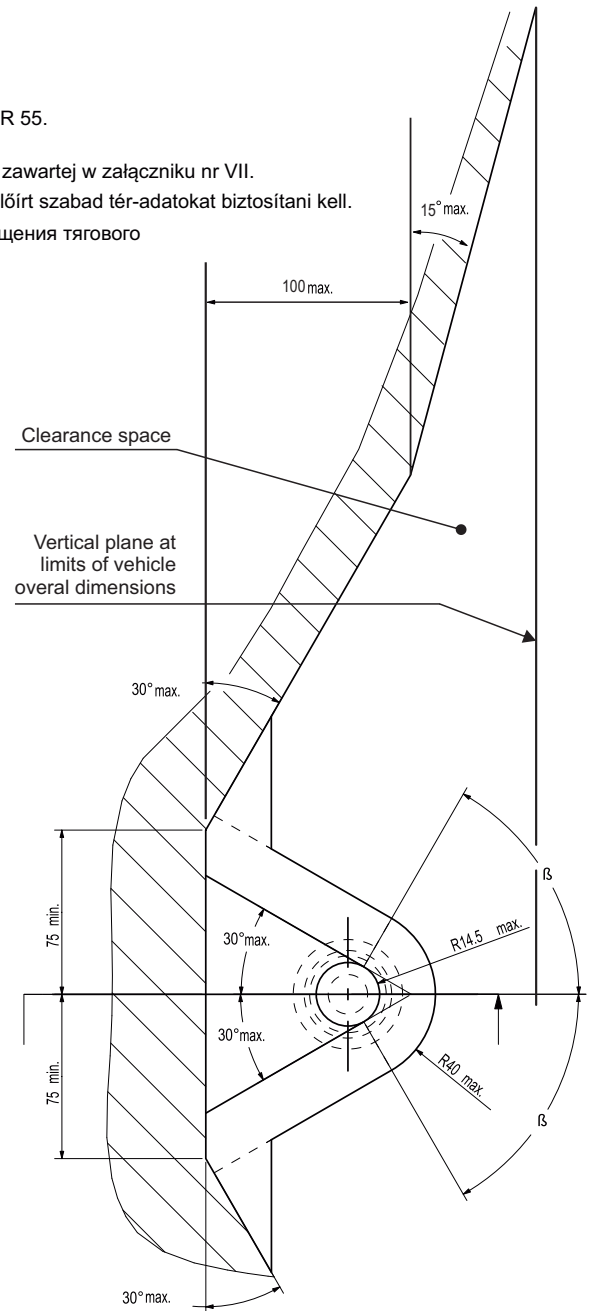 R 55.
zawartej w załączniku nr VII.
lőírt szabad tér-adatokat biztosítani kell.
щения тягового
15° max.
100 max.
Clearance space
Vertical plane at
limits of vehicle
overal dimensions
30° max.
ß
75 min.
30° max.
R14.5 max.
30° max.
75 min.
R40 max.
ß
30° max.